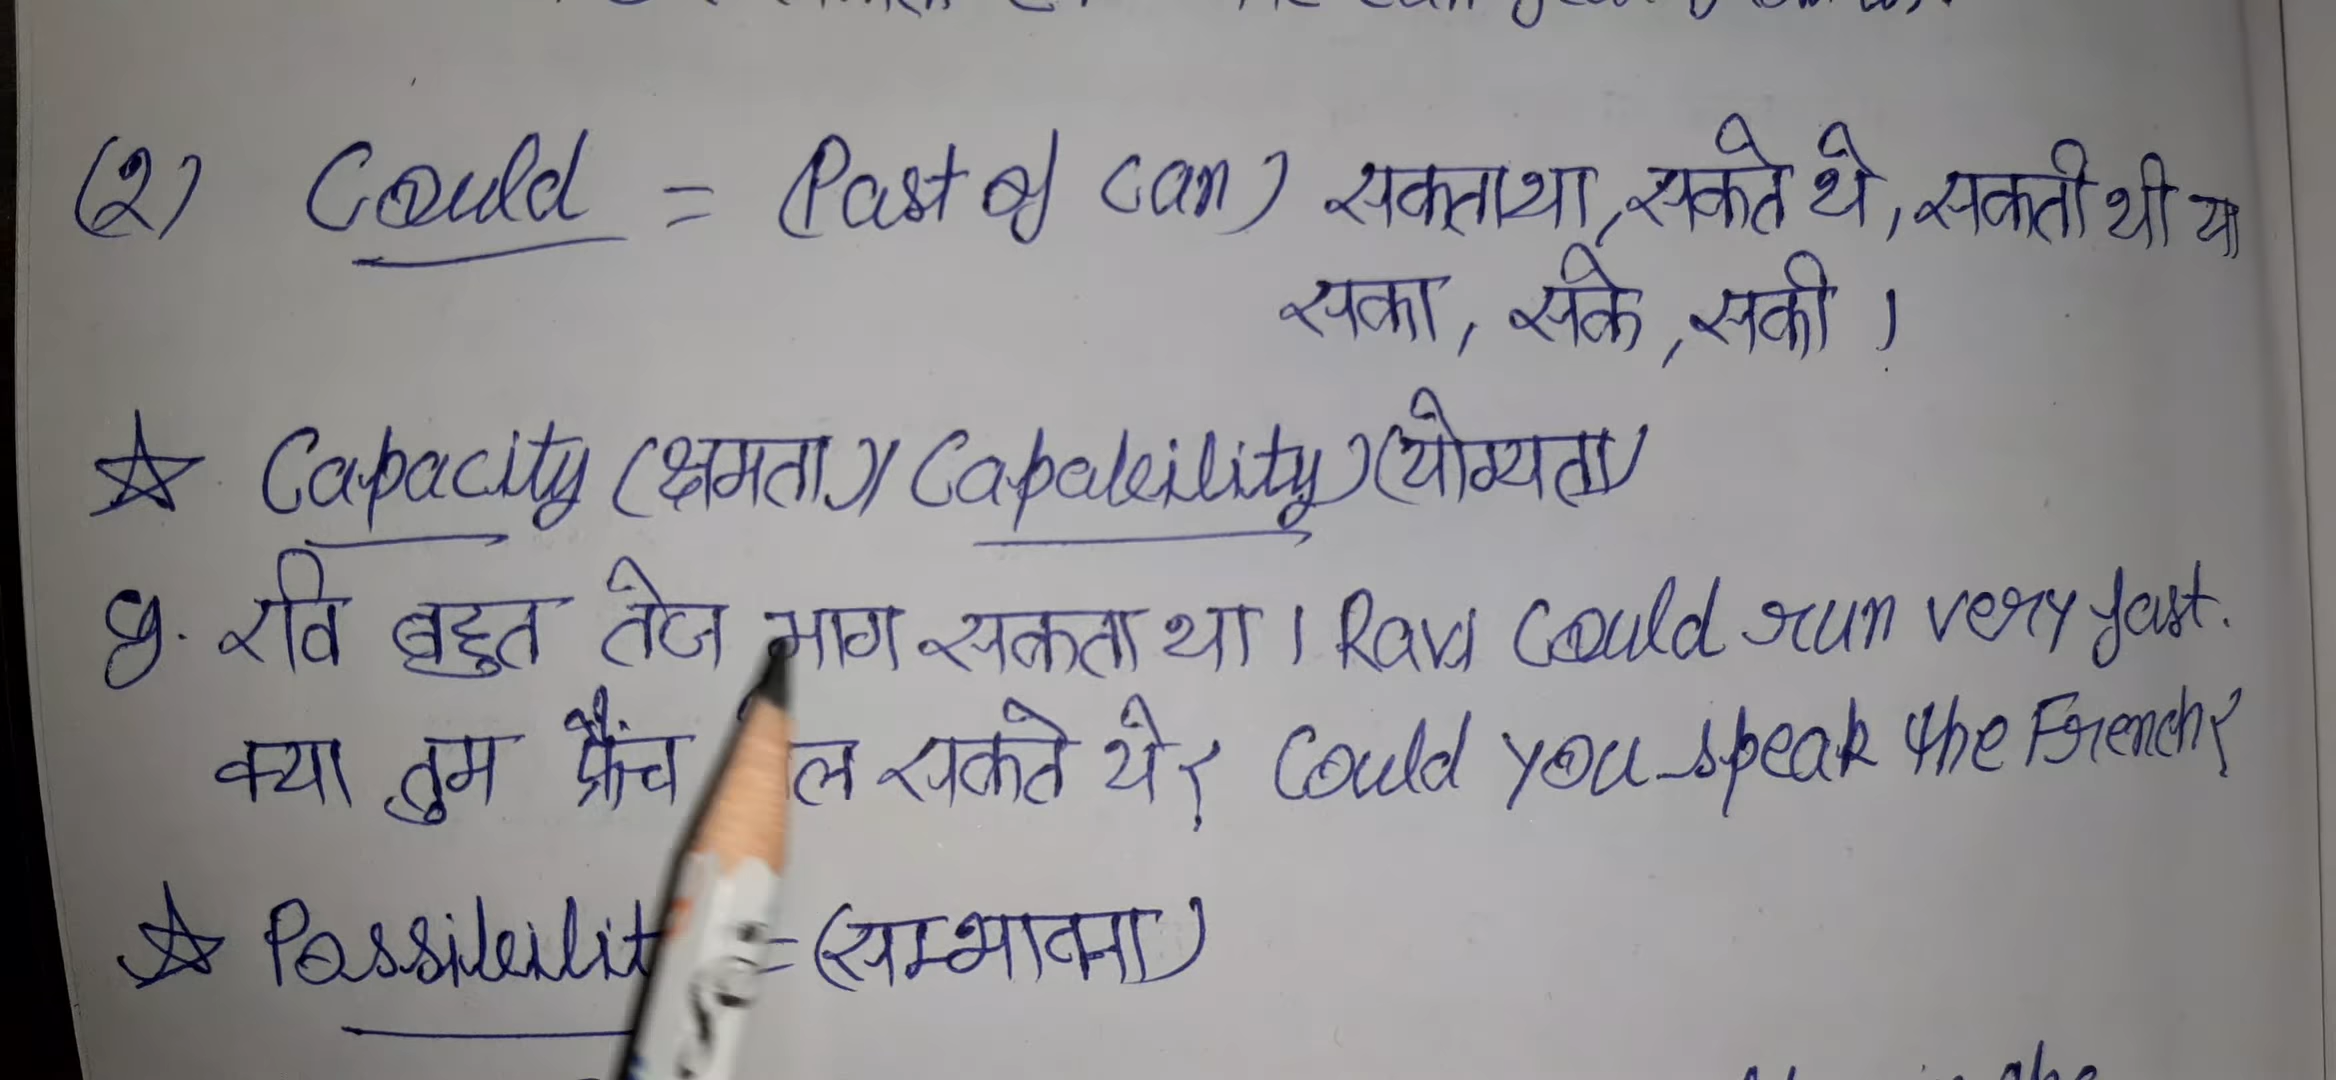 (2) Could = (Past of can) सकता था, सकते थे, सकती थी या
सका, सके, सकी ।
☆ Capacity (क्षमता)/ Capability) (योग्यता)
eg. रवि बहुत तेज भाग सकता था । Ravi Could run very fast.
क्या तुम फ्रैंच सकते थे? Could you speak the French?
☆ = (सम्भावना)